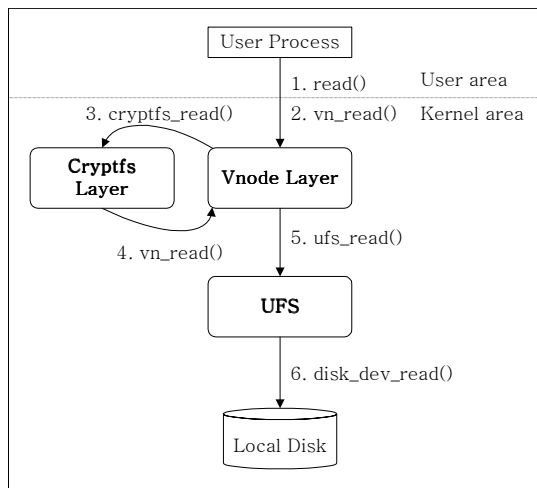 User Process
1. read()
User area
3. cryptfs_read()
2. vn_read()
Kernel area
Cryptfs
Layer
Vnode Layer
4. vn_read()
5. ufs_read()
UFS
6. disk_dev_read()
Local Disk